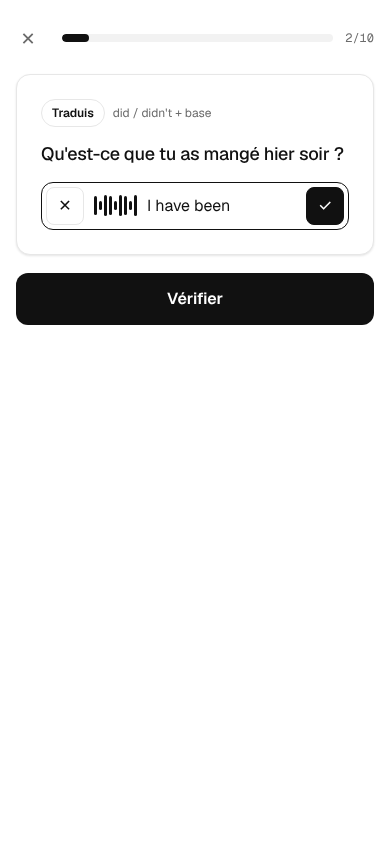 2/10
Traduis did / didn't + base
Qu'est-ce que tu as mangé hier soir ?
I have been
Vérifier